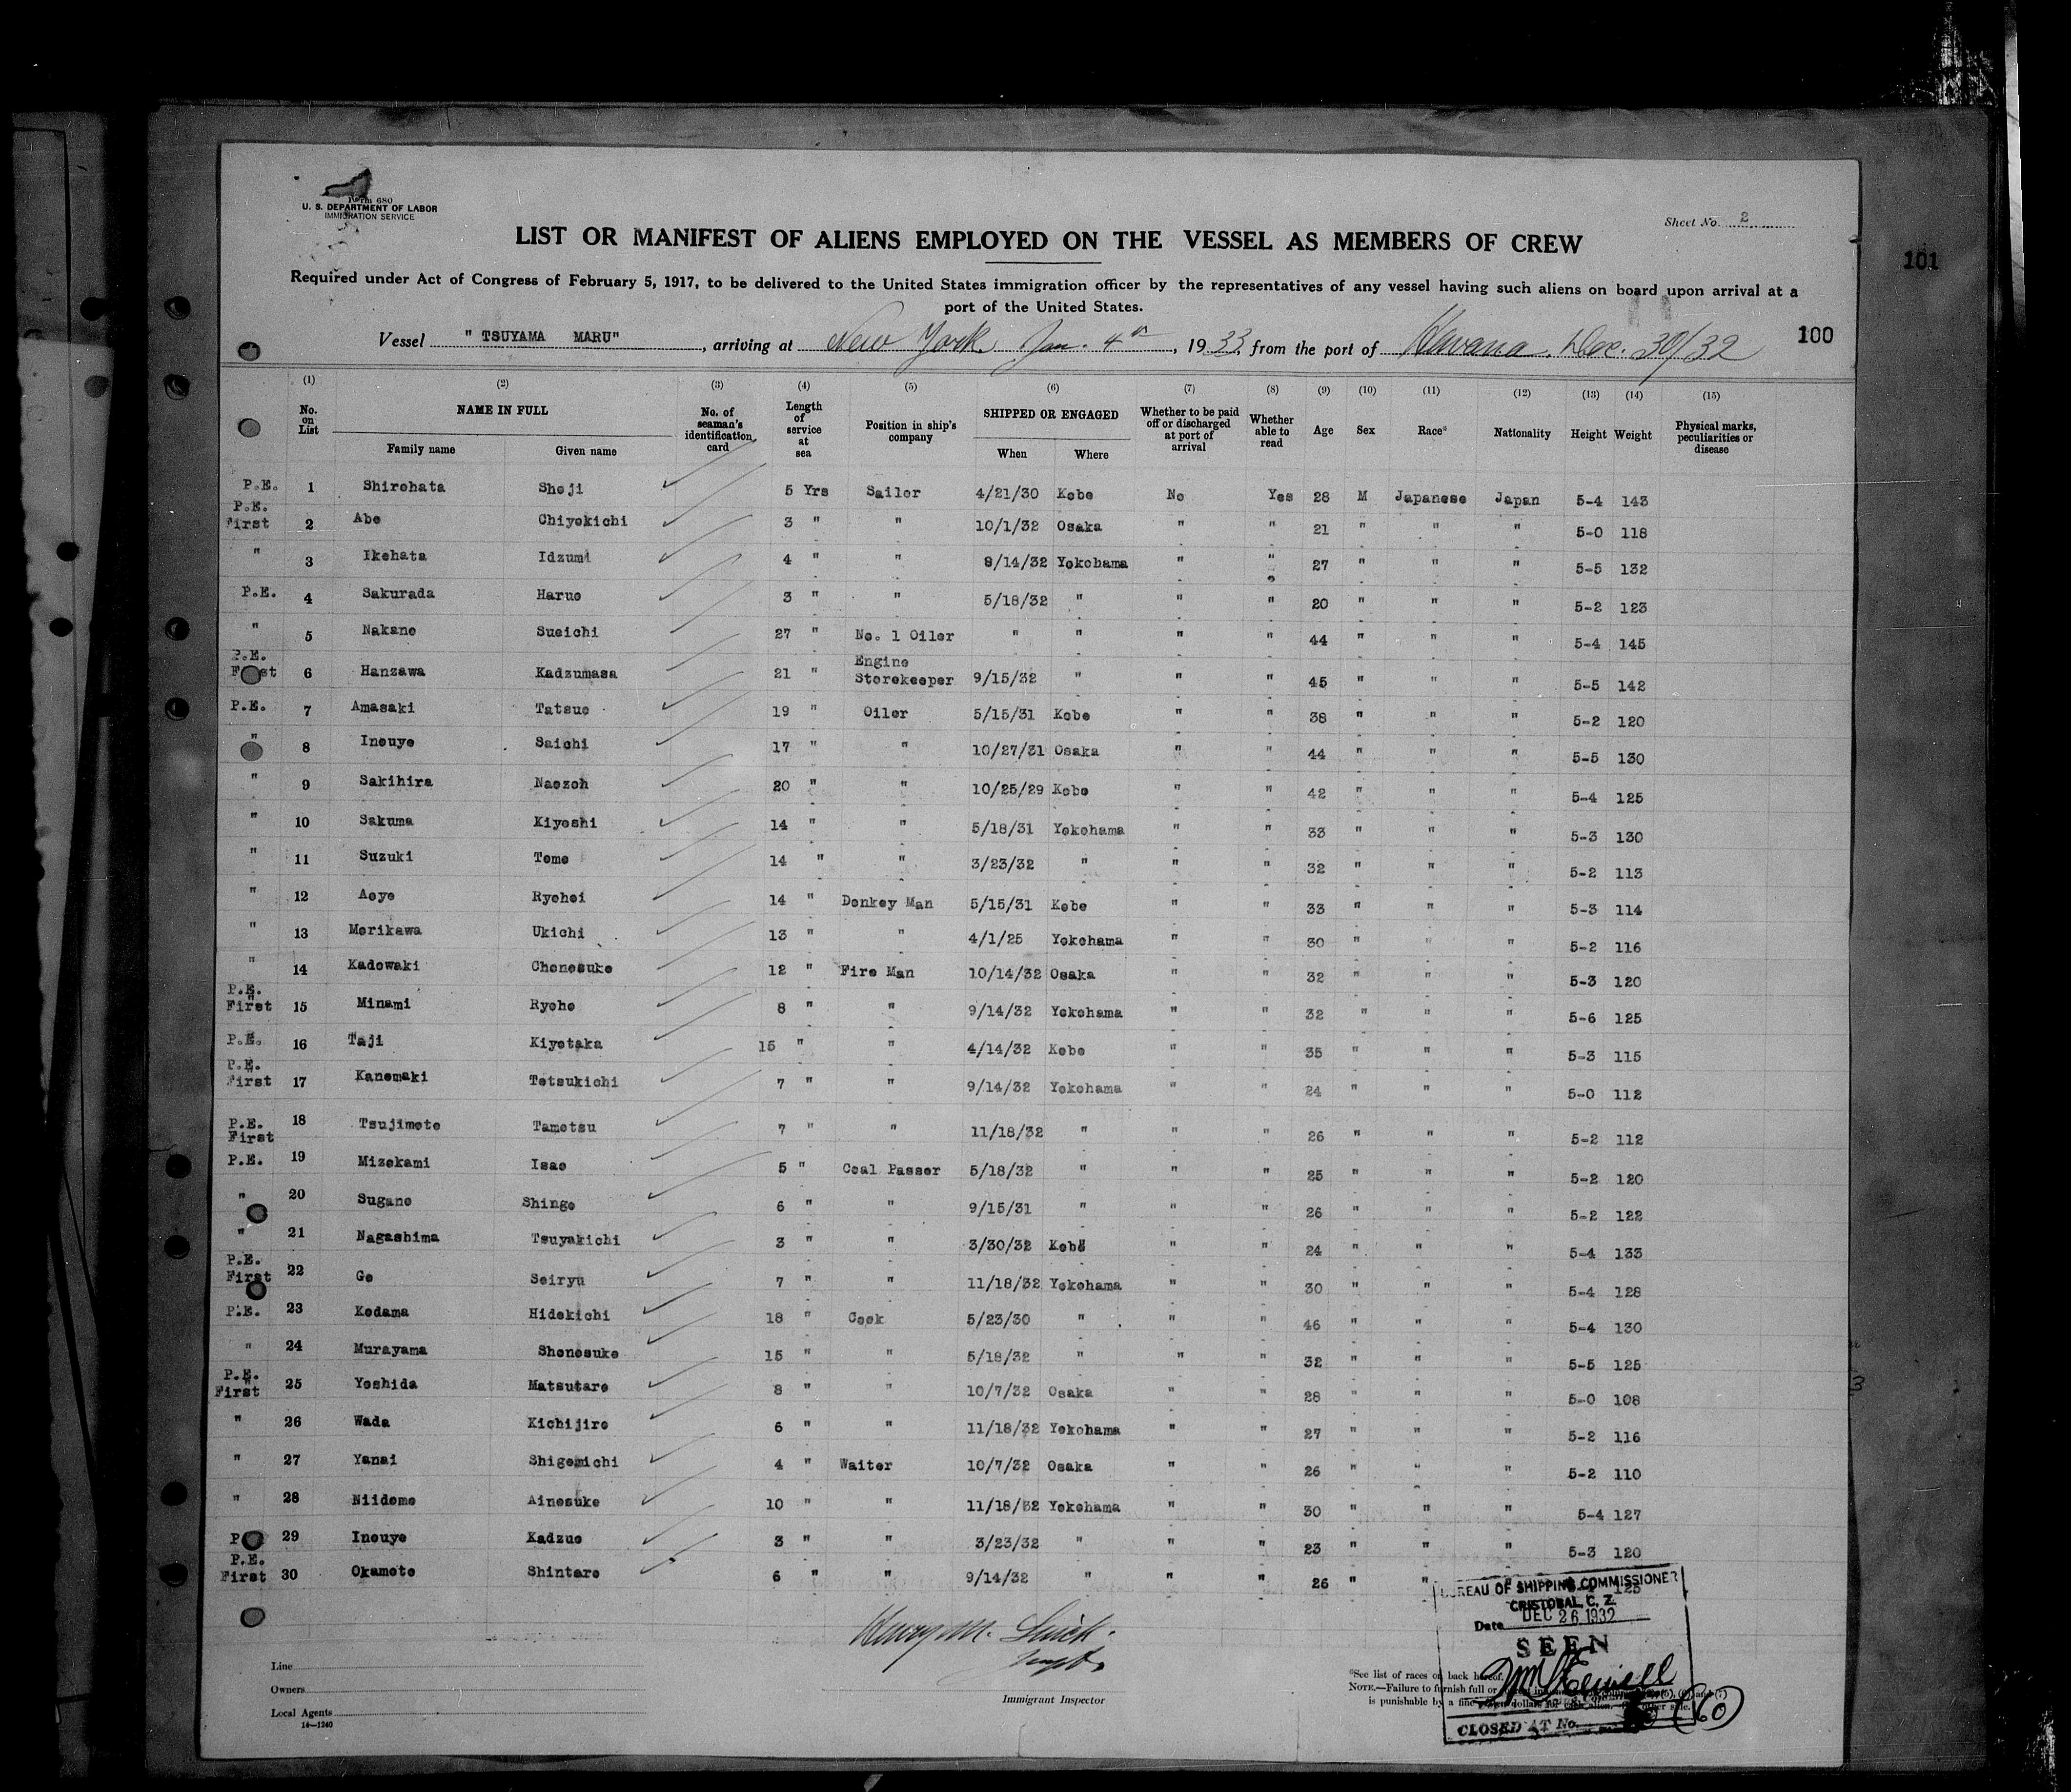 Form 680
U. S. DEPARTMENT OF LABOR
IMMIGRATION SERVICE
Sheet No. 2
LIST OR MANIFEST OF ALIENS EMPLOYED ON THE VESSEL AS MEMBERS OF CREW
101
Required under Act of Congress of February 5, 1917, to be delivered to the United States immigration officer by the representatives of any vessel having such aliens on board upon arrival at a
port of the United States.
Vessel "TSUYAMA MARU", arriving at New York Jan. 4th, 1933, from the port of Havana. Dec. 30/32
100
(1) (2) (3) (4) (5) (6) (7) (8) (9) (10) (11) (12) (13) (14) (15)
No. on List NAME IN FULL Family name Given name No. of seaman's identification card Length of service at sea Position in ship's company SHIPPED OR ENGAGED When Where Whether to be paid off or discharged at port of arrival Whether able to read Age Sex Race* Nationality Height Weight Physical marks, peculiarities or disease
P.E. 1 Shirohata Shoji 5 Yrs Sailor 4/21/30 Kobe No Yes 28 M Japanese Japan 5-4 143
P.E. First 2 Abe Chiyokichi 3 " " 10/1/32 Osaka " " 21 " " " 5-0 118
" 3 Ikehata Idzumi 4 " " 8/14/32 Yokohama " " 27 " " " 5-5 132
P.E. 4 Sakurada Haruo 3 " " 5/18/32 " " " 20 " " " 5-2 123
" 5 Nakano Sueichi 27 " No. 1 Oiler " " " " 44 " " " 5-4 145
P.E. First 6 Hanzawa Kadzumasa 21 " Engine Storekeeper 9/15/32 " " " 45 " " " 5-5 142
P.E. 7 Amasaki Tatsuo 19 " Oiler 5/15/31 Kobe " " 38 " " " 5-2 120
" 8 Inouye Saichi 17 " " 10/27/31 Osaka " " 44 " " " 5-5 130
" 9 Sakihira Naozoh 20 " " 10/25/29 Kobe " " 42 " " " 5-4 125
" 10 Sakuma Kiyoshi 14 " " 5/18/31 Yokohama " " 33 " " " 5-3 130
" 11 Suzuki Tomo 14 " " 3/23/32 " " " 32 " " " 5-2 113
" 12 Aoye Ryohei 14 " Donkey Man 5/15/31 Kobe " " 33 " " " 5-3 114
" 13 Morikawa Ukichi 13 " " 4/1/25 Yokohama " " 30 " " " 5-2 116
" 14 Kadowaki Chonosuke 12 " Fire Man 10/14/32 Osaka " " 32 " " " 5-3 120
P.E. First 15 Minami Ryoho 8 " " 9/14/32 Yokohama " " 32 " " " 5-6 125
P.E. 16 Taji Kiyotaka 15 " " 4/14/32 Kobe " " 35 " " " 5-3 115
P.E. First 17 Kanemaki Tetsukichi 7 " " 9/14/32 Yokohama " " 24 " " " 5-0 112
P.E. First 18 Tsujimoto Tametsu 7 " " 11/18/32 " " " 26 " " " 5-2 112
P.E. 19 Mizokami Isao 5 " Coal Passer 5/18/32 " " " 25 " " " 5-2 120
" 20 Sugano Shingo 6 " " 9/15/31 " " " 26 " " " 5-2 122
" 21 Nagashima Tsuyakichi 3 " " 3/30/32 Kobe " " 24 " " " 5-4 133
P.E. First 22 Go Seiryu 7 " " 11/18/32 Yokohama " " 30 " " " 5-4 128
P.E. 23 Kodama Hidekichi 18 " Cook 5/23/30 " " " 46 " " " 5-4 130
" 24 Murayama Shonosuke 15 " " 5/18/32 " " " 32 " " " 5-5 125
P.E. First 25 Yoshida Matsutaro 8 " " 10/7/32 Osaka " " 28 " " " 5-0 108
" 26 Wada Kichijiro 6 " " 11/18/32 Yokohama " " 27 " " " 5-2 116
" 27 Yanai Shigemichi 4 " Waiter 10/7/32 Osaka " " 26 " " " 5-2 110
" 28 Niidome Ainosuke 10 " " 11/18/32 Yokohama " " 30 " " " 5-4 127
P.E. 29 Inouye Kadzuo 3 " " 3/23/32 " " " 23 " " " 5-3 120
P.E. First 30 Okamoto Shintaro 6 " " 9/14/32 " " " 26 " " 125
BUREAU OF SHIPPING COMMISSIONER
CRISTOBAL, C. Z.
Date DEC 26 1932
SEEN
CLOSED AT No.
(60)
Henry M.
Immigrant Inspector
Line
Owners
Local Agents
14—1240
*See list of races on back hereof.
NOTE.—Failure to furnish full or
is punishable by a fine